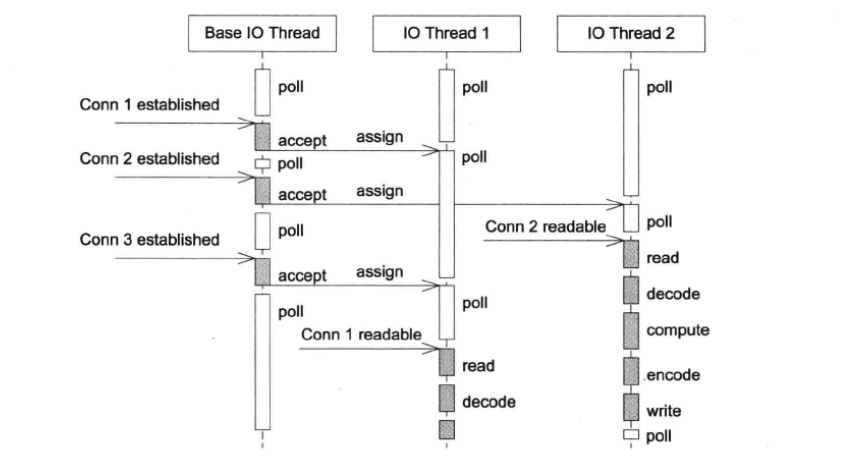 Base IO Thread
IO Thread 1
IO Thread 2
poll
poll
poll
Conn 1 established
accept
assign
poll
Conn 2 established
poll
accept
assign
poll
Conn 2 readable
Conn 3 established
poll
read
accept
assign
decode
poll
poll
Conn 1 readable
compute
read
encode
decode
write
poll